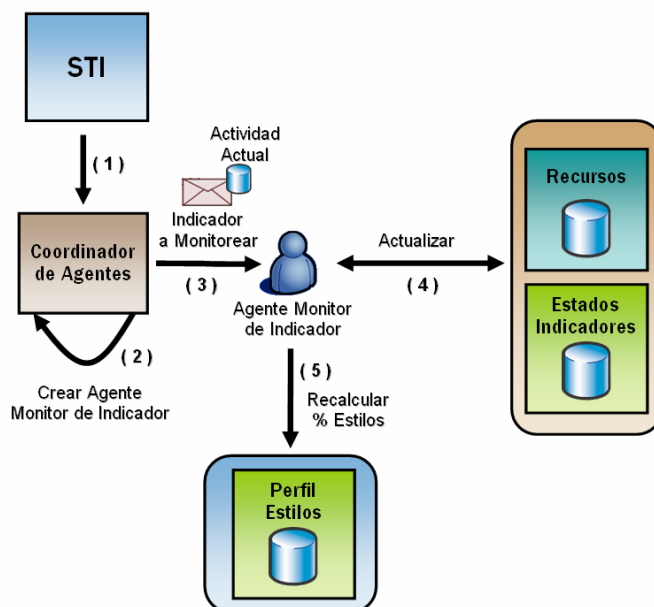 STI
( 1 )
Actividad
Actual
Indicador
a Monitorear
Coordinador
de Agentes
( 3 )
Agente Monitor
de Indicador
Actualizar
( 4 )
Recursos
Estados
Indicadores
( 2 )
Crear Agente
Monitor de Indicador
( 5 )
Recalcular
% Estilos
Perfil
Estilos